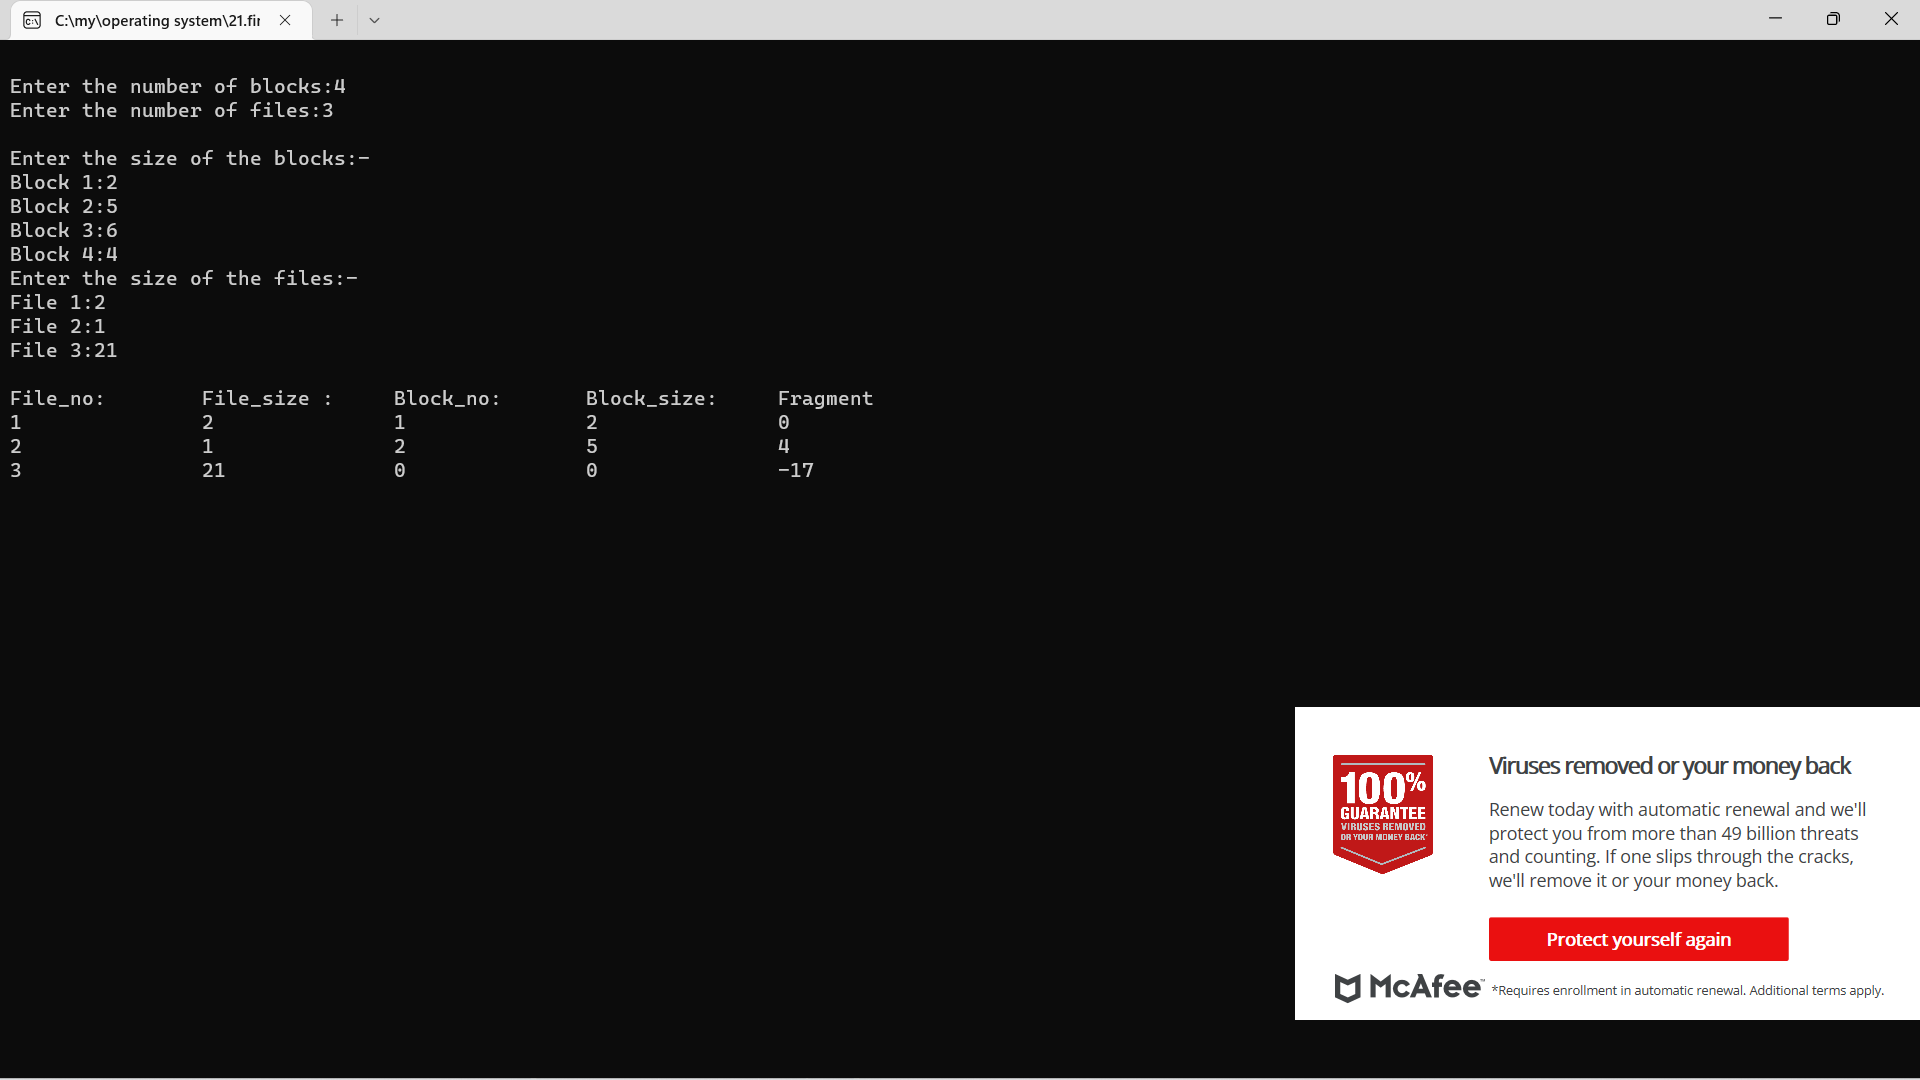 C:\my\operating system\21.fir
Enter the number of blocks:4
Enter the number of files:3
Enter the size of the blocks:-
Block 1:2
Block 2:5
Block 3:6
Block 4:4
Enter the size of the files:-
File 1:2
File 2:1
File 3:21
File_no: File_size : Block_no: Block_size: Fragment
1 2 1 2 0
2 1 2 5 4
3 21 0 0 -17
100% GUARANTEE
VIRUSES REMOVED
OR YOUR MONEY BACK*
Viruses removed or your money back
Renew today with automatic renewal and we'll
protect you from more than 49 billion threats
and counting. If one slips through the cracks,
we'll remove it or your money back.
Protect yourself again
McAfee™ *Requires enrollment in automatic renewal. Additional terms apply.